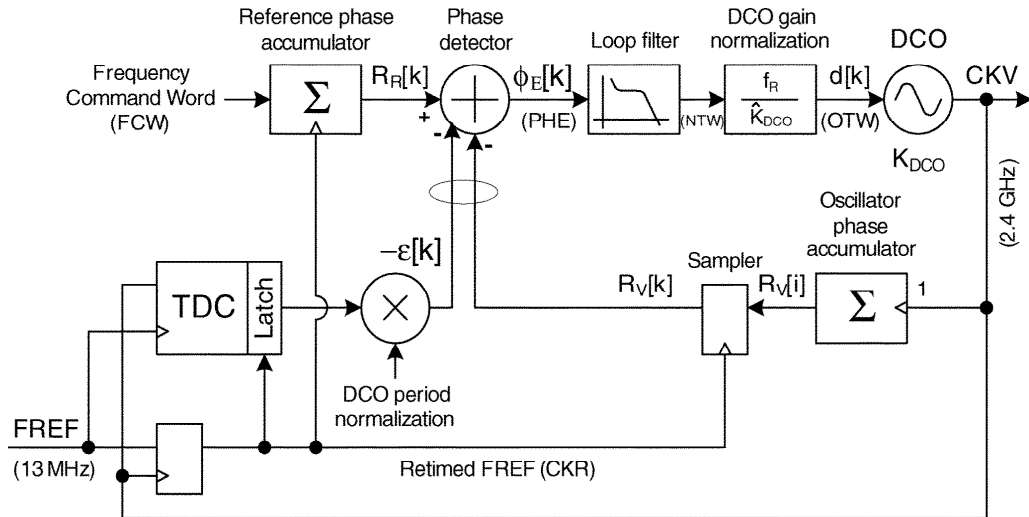 Reference phase
accumulator
Phase
detector
Loop filter
DCO gain
normalization
DCO
Frequency
Command Word
(FCW)
Σ
R_R[k]
+
-
-
ϕ_E[k]
(PHE)
(NTW)
f_R
K̂_DCO
d[k]
(OTW)
CKV
K_DCO
(2.4 GHz)
Oscillator
phase
accumulator
−ε[k]
Sampler
TDC
Latch
R_V[k]
R_V[i]
Σ
1
DCO period
normalization
FREF
(13 MHz)
Retimed FREF (CKR)